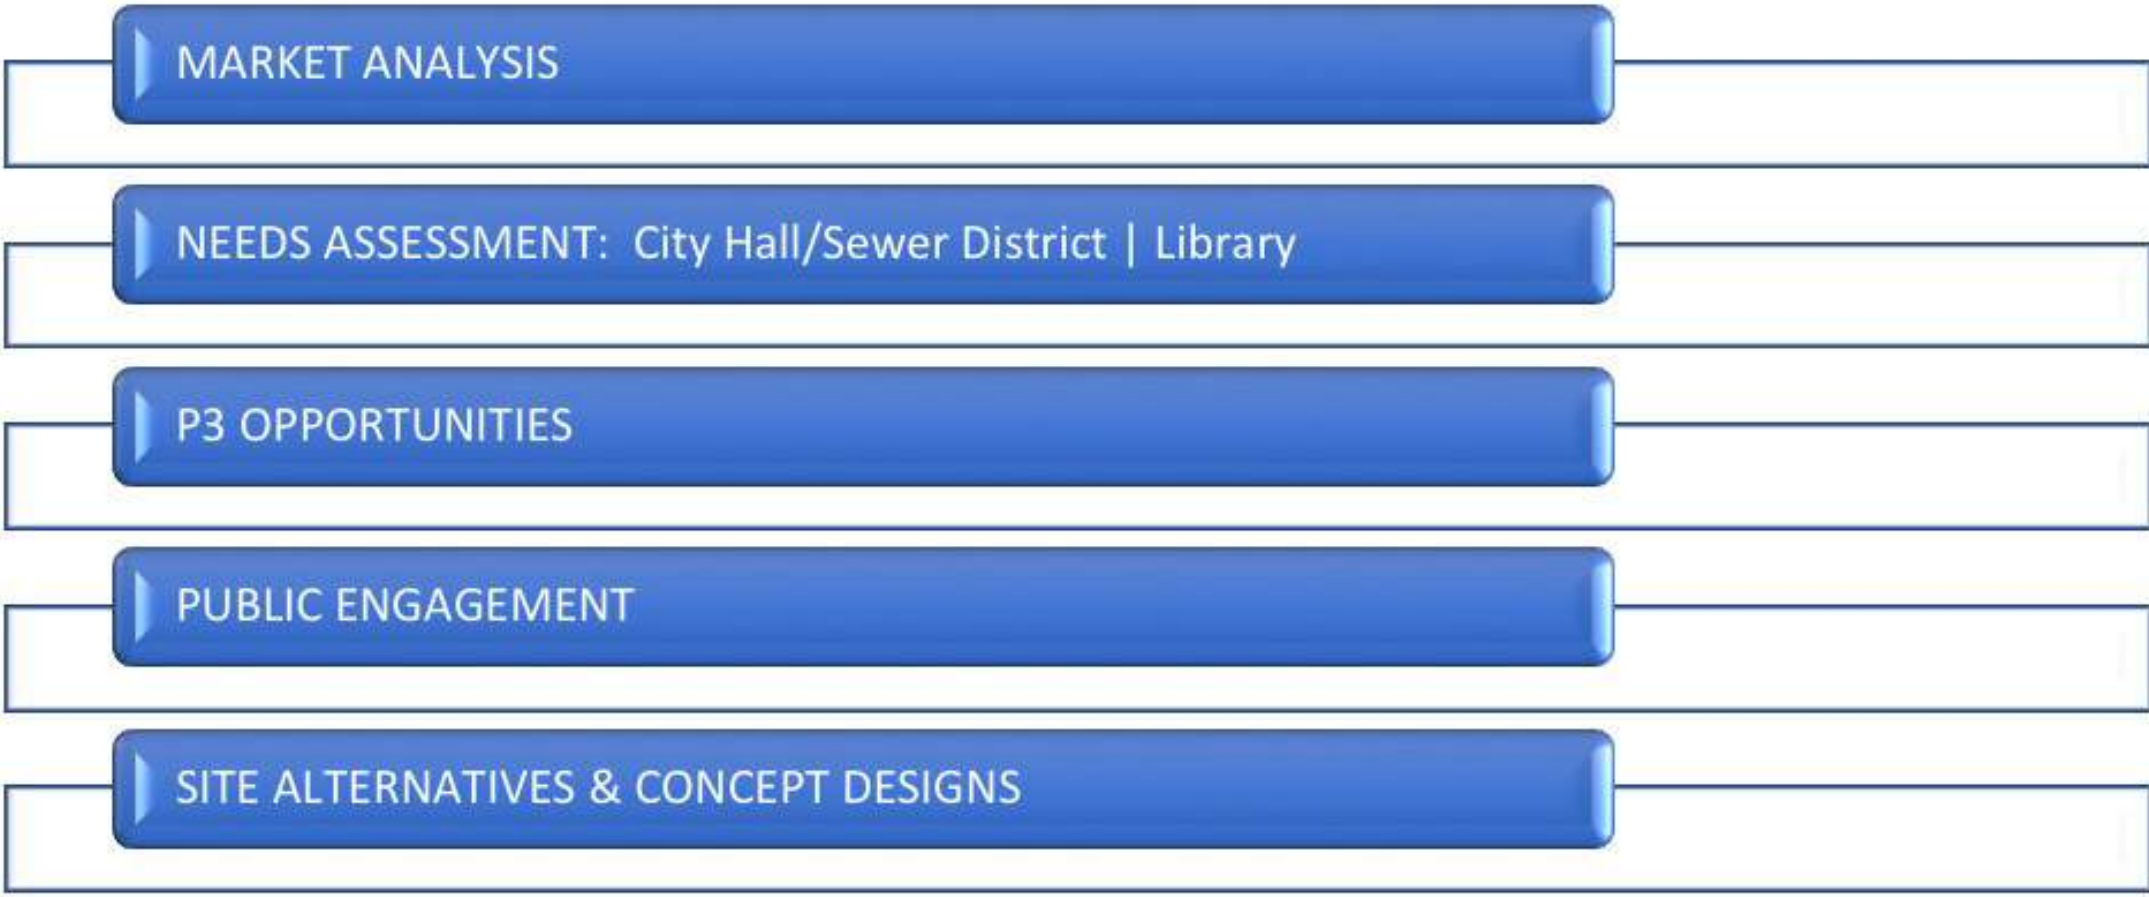 MARKET ANALYSIS
NEEDS ASSESSMENT:  City Hall/Sewer District | Library
P3 OPPORTUNITIES
PUBLIC ENGAGEMENT
SITE ALTERNATIVES & CONCEPT DESIGNS